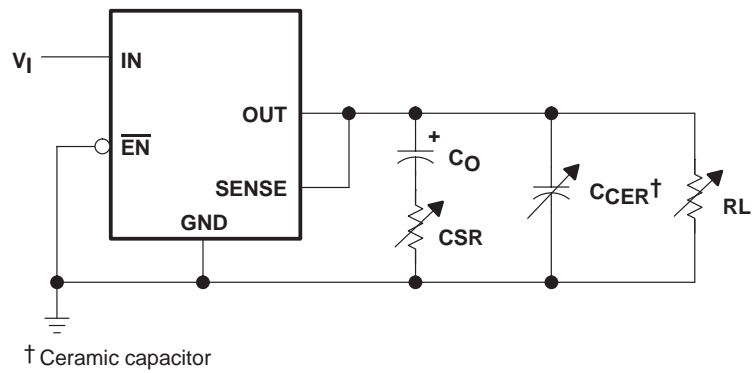 VI
IN
OUT
EN
+
CO
SENSE
CCER†
RL
CSR
GND
† Ceramic capacitor